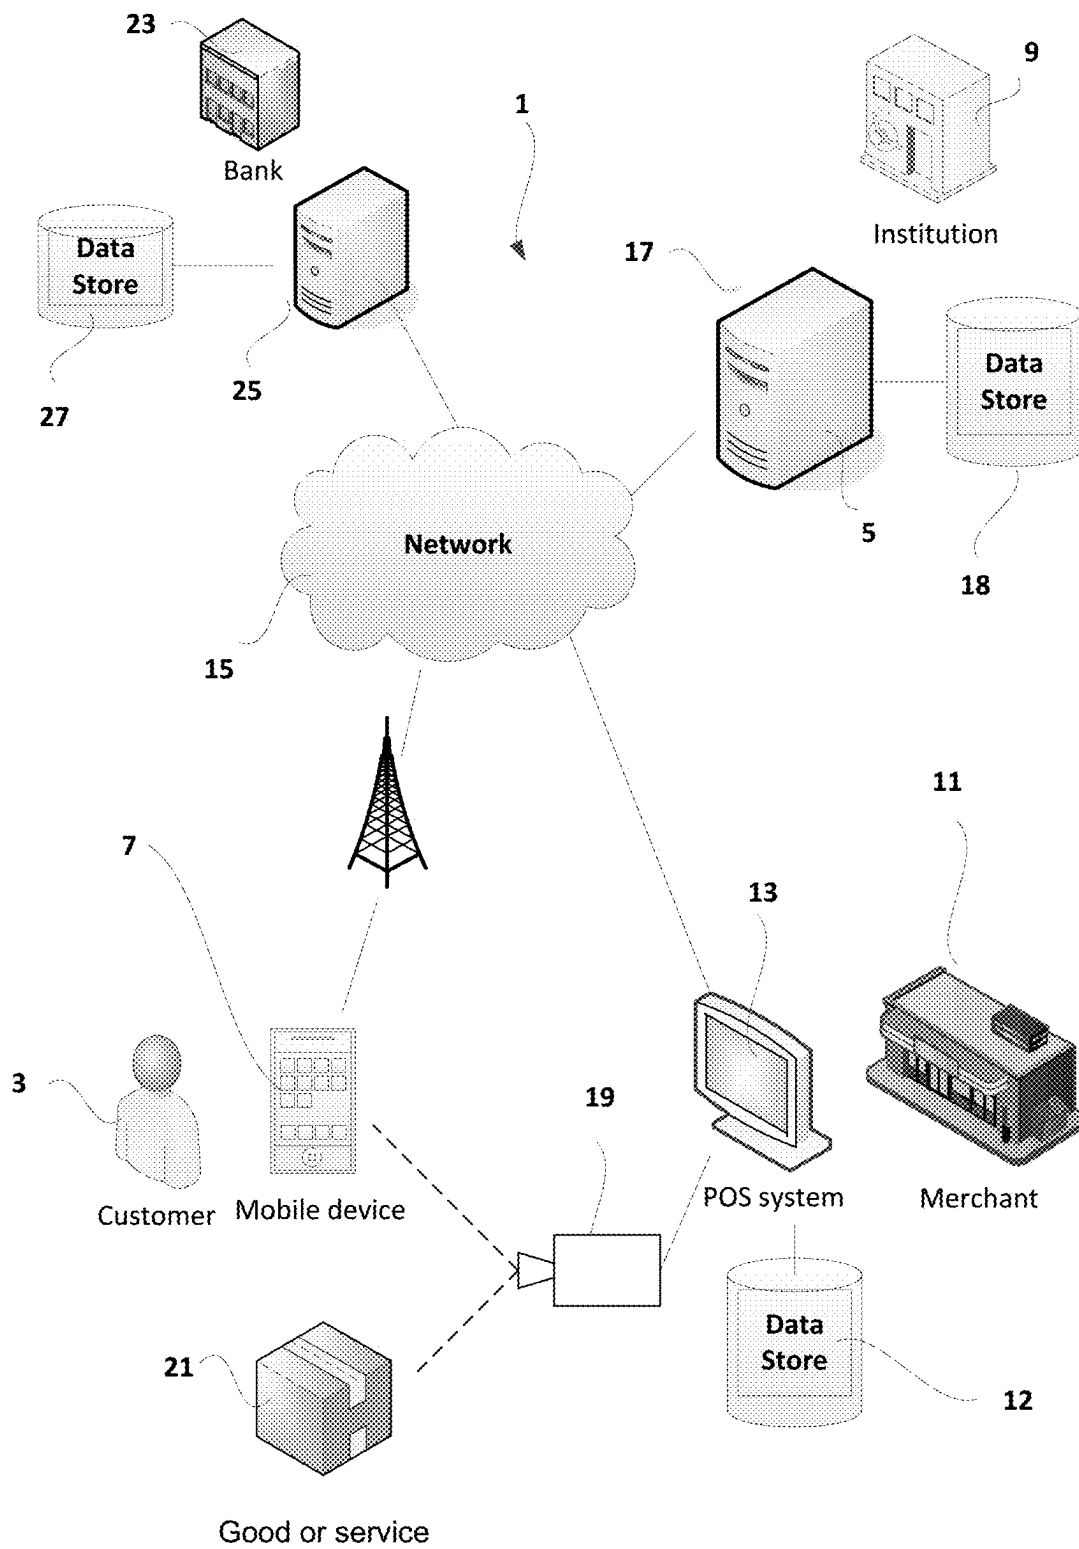 23
9
1
Bank
Institution
17
Data
Store
25
27
Data
Store
5
18
Network
15
11
7
13
3
19
Customer
Mobile device
POS system
Merchant
Data
Store
21
12
Good or service